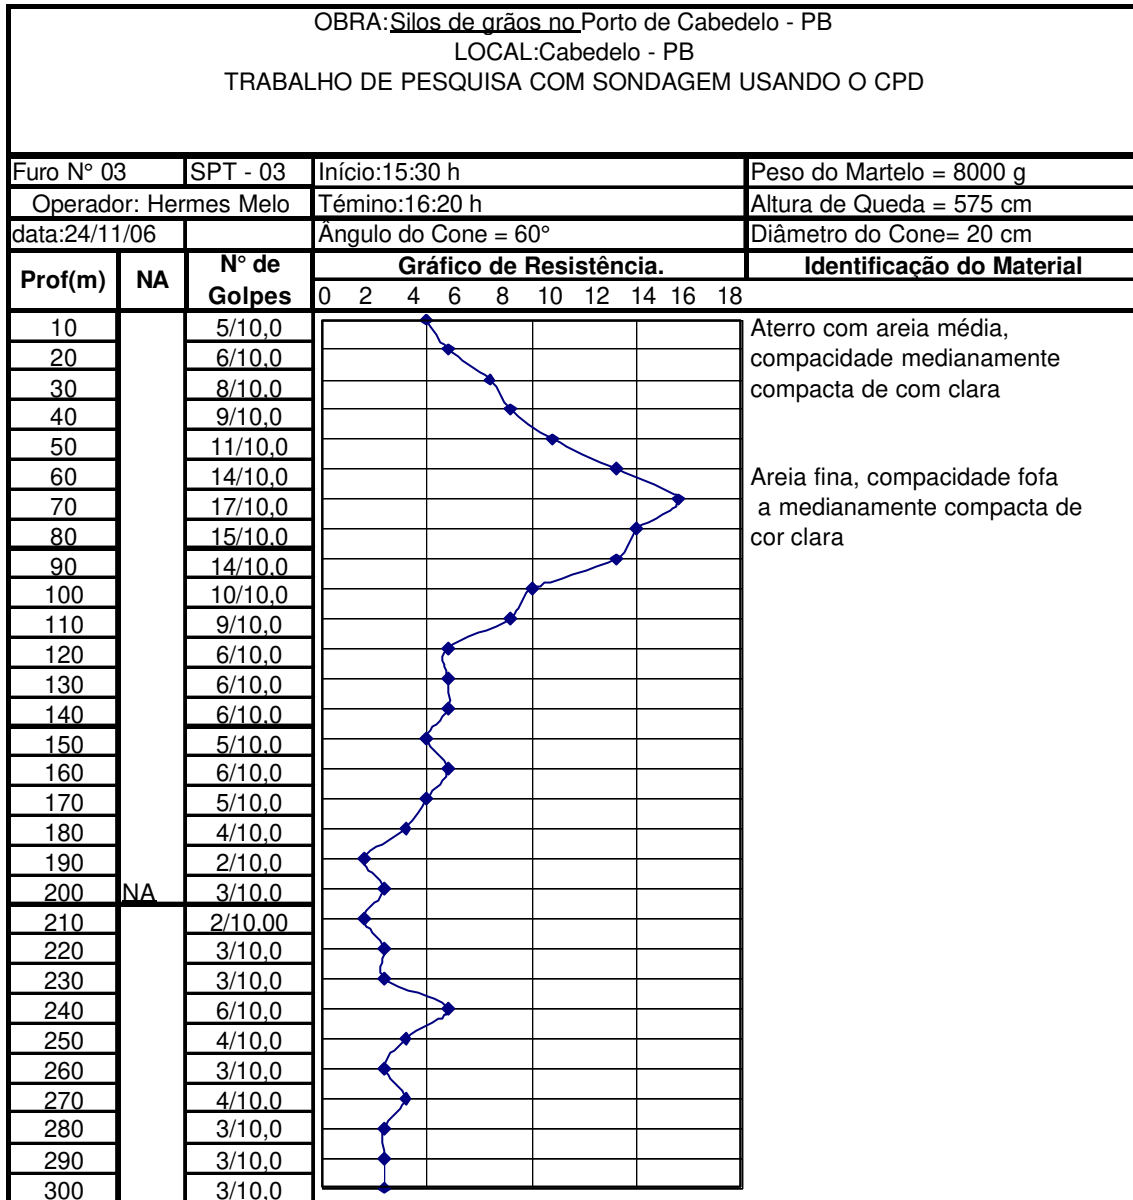 OBRA:Silos de grãos no Porto de Cabedelo - PB
LOCAL:Cabedelo - PB
TRABALHO DE PESQUISA COM SONDAGEM USANDO O CPD
Furo N° 03 SPT - 03 Início:15:30 h Peso do Martelo = 8000 g
Operador: Hermes Melo Témino:16:20 h Altura de Queda = 575 cm
data:24/11/06 Ângulo do Cone = 60° Diâmetro do Cone= 20 cm
Prof(m) NA N° de Golpes Gráfico de Resistência. Identificação do Material
0 2 4 6 8 10 12 14 16 18
10 5/10,0 Aterro com areia média,
20 6/10,0 compacidade medianamente
30 8/10,0 compacta de com clara
40 9/10,0
50 11/10,0
60 14/10,0 Areia fina, compacidade fofa
70 17/10,0 a medianamente compacta de
80 15/10,0 cor clara
90 14/10,0
100 10/10,0
110 9/10,0
120 6/10,0
130 6/10,0
140 6/10,0
150 5/10,0
160 6/10,0
170 5/10,0
180 4/10,0
190 2/10,0
200 NA 3/10,0
210 2/10,00
220 3/10,0
230 3/10,0
240 6/10,0
250 4/10,0
260 3/10,0
270 4/10,0
280 3/10,0
290 3/10,0
300 3/10,0